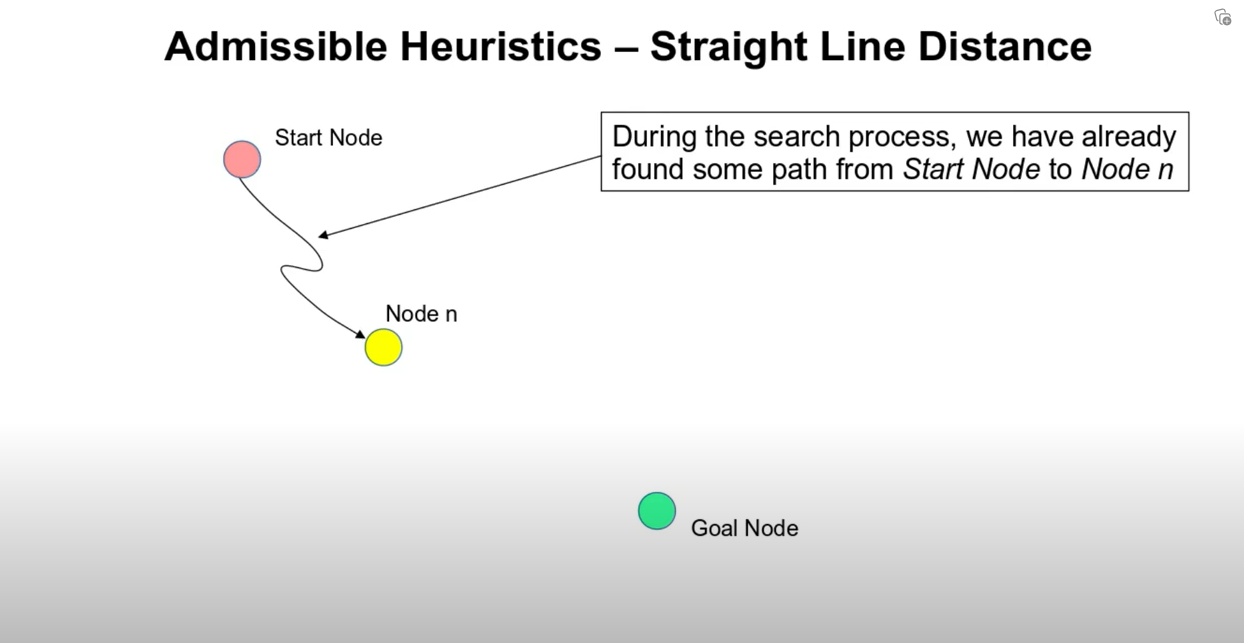 Admissible Heuristics – Straight Line Distance
Start Node
During the search process, we have already
found some path from Start Node to Node n
Node n
Goal Node